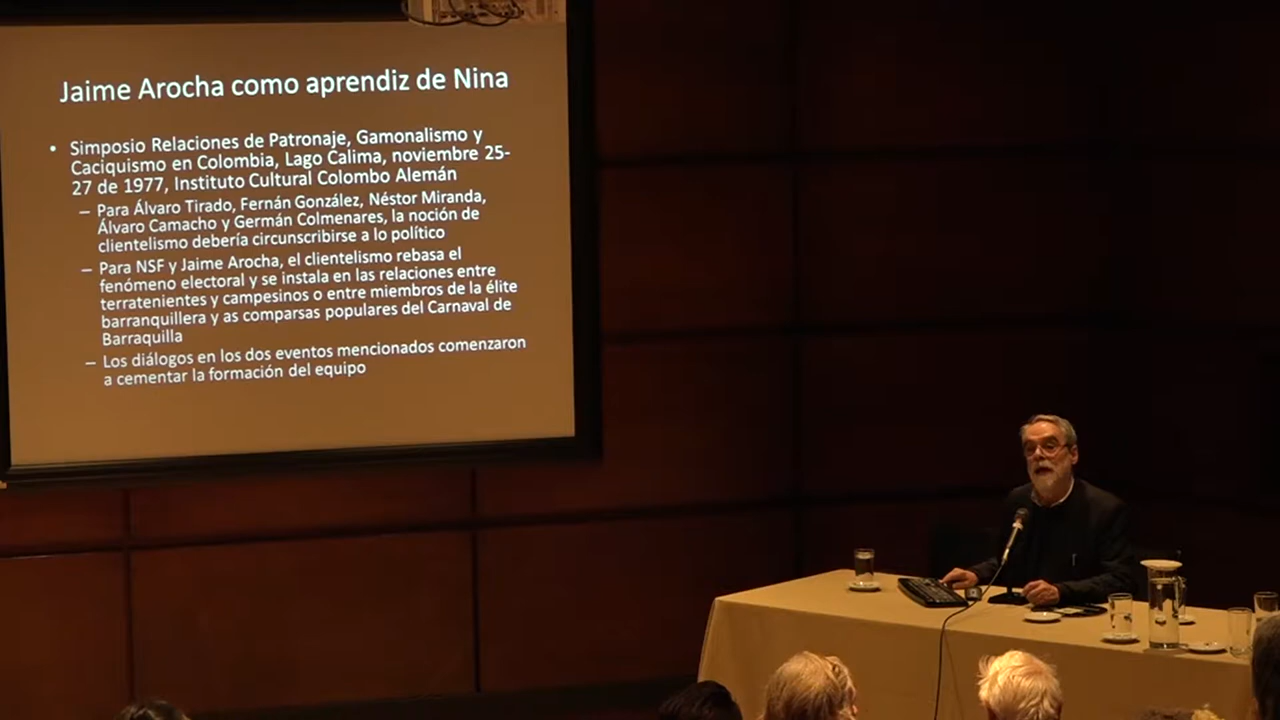 Jaime Arocha como aprendiz de Nina
• Simposio Relaciones de Patronaje, Gamonalismo y
Caciquismo en Colombia, Lago Calima, noviembre 25-
27 de 1977, Instituto Cultural Colombo Alemán
– Para Álvaro Tirado, Fernán González, Néstor Miranda,
Álvaro Camacho y Germán Colmenares, la noción de
clientelismo debería circunscribirse a lo político
– Para NSF y Jaime Arocha, el clientelismo rebasa el
fenómeno electoral y se instala en las relaciones entre
terratenientes y campesinos o entre miembros de la élite
barranquillera y as comparsas populares del Carnaval de
Barraquilla
– Los diálogos en los dos eventos mencionados comenzaron
a cementar la formación del equipo